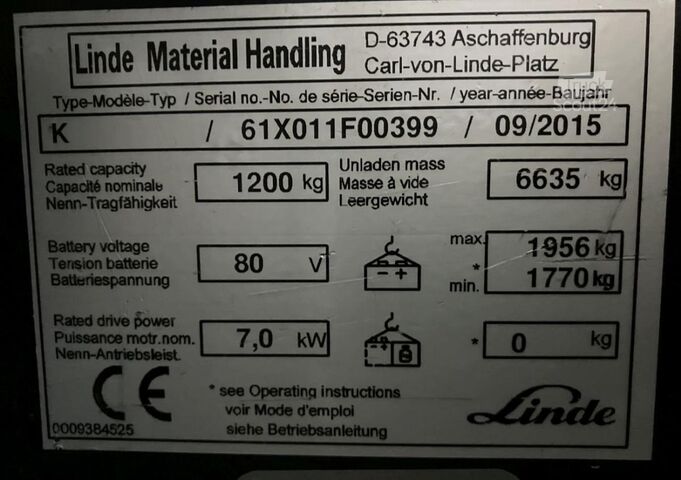 Linde Material Handling D-63743 Aschaffenburg
Carl-von-Linde-Platz
Type-Modèle-Typ / Serial no.-No. de série-Serien-Nr. / year-année-Baujahr
K / 61X011F00399 / 09/2015
Rated capacity
Capacité nominale
Nenn-Tragfähigkeit
1200 kg
Unladen mass
Masse à vide
Leergewicht
6635 kg
Battery voltage
Tension batterie
Batteriespannung
80 V
- +
max. 1956 kg
* min. 1770 kg
Rated drive power
Puissance motr.nom.
Nenn-Antriebsleist.
7,0 kW
- +
* 0 kg
CE
0009384525
* see Operating instructions
voir Mode d'emploi
siehe Betriebsanleitung
Linde
Truck
Scout24